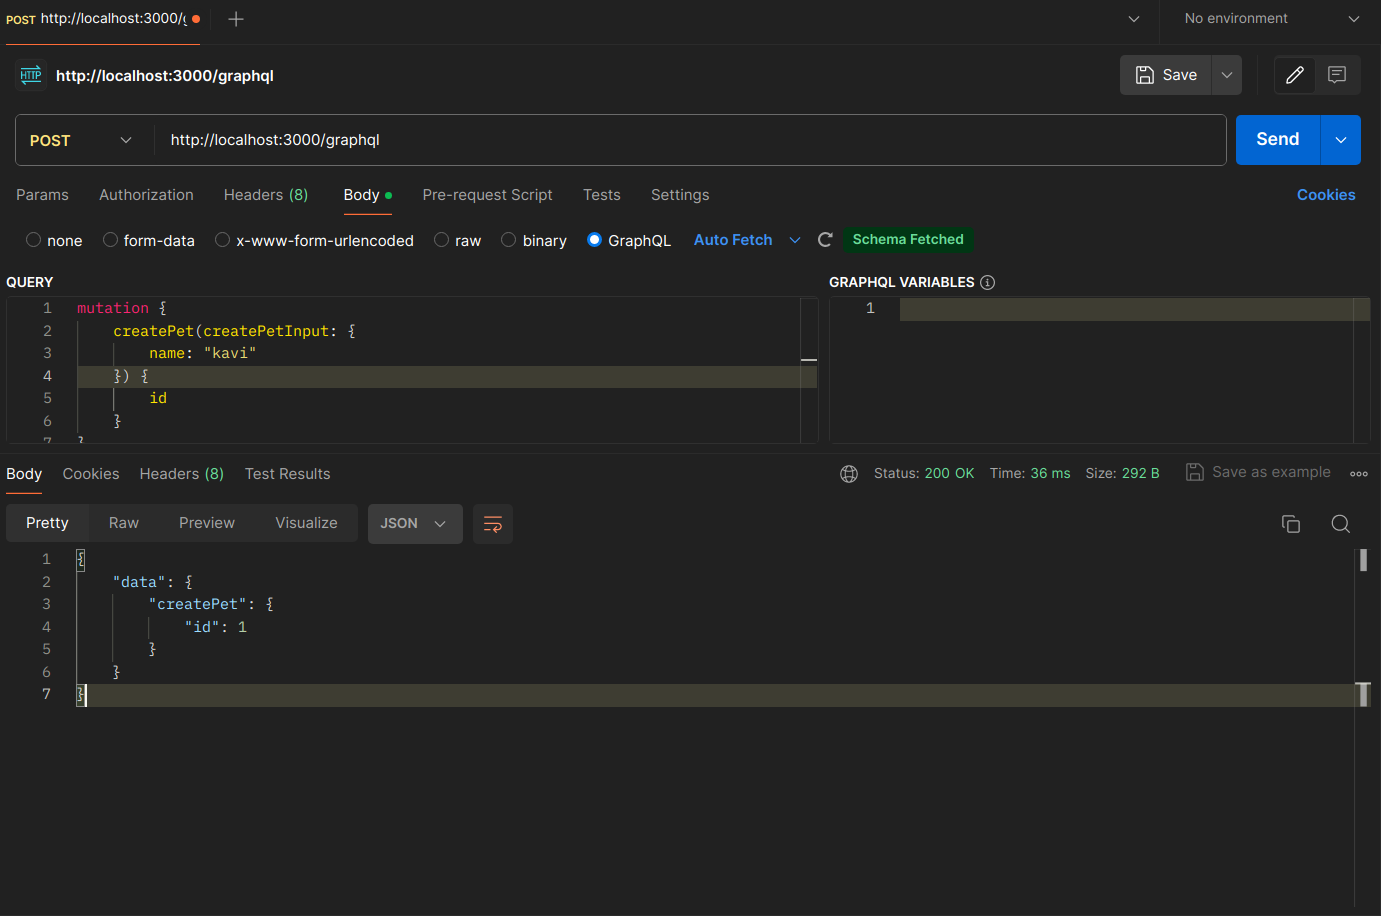 POST http://localhost:3000/g
No environment
HTTP http://localhost:3000/graphql
Save
POST http://localhost:3000/graphql
Send
Params Authorization Headers (8) Body Pre-request Script Tests Settings Cookies
none form-data x-www-form-urlencoded raw binary GraphQL Auto Fetch Schema Fetched
QUERY
1 mutation {
2 createPet(createPetInput: {
3 name: "kavi"
4 }) {
5 id
6 }
7 }
GRAPHQL VARIABLES
1
Body Cookies Headers (8) Test Results Status: 200 OK Time: 36 ms Size: 292 B Save as example
Pretty Raw Preview Visualize JSON
1 {
2 "data": {
3 "createPet": {
4 "id": 1
5 }
6 }
7 }